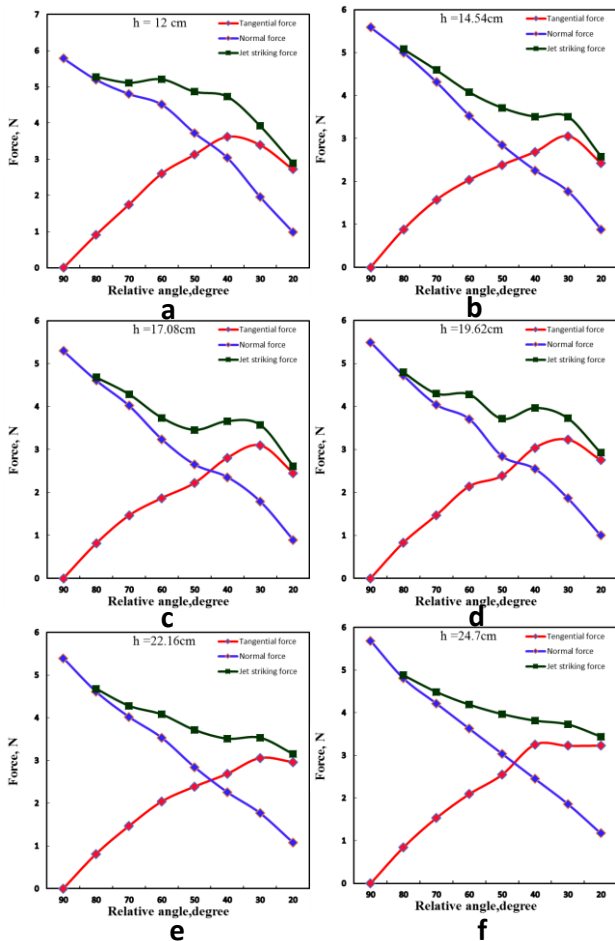 h = 12 cm
Tangential force
Normal force
Jet striking force
Force, N
7
6
5
4
3
2
1
0
90 80 70 60 50 40 30 20
Relative angle,degree
a
h =14.54cm
Tangential force
Normal force
Jet striking force
Force, N
6
5
4
3
2
1
0
90 80 70 60 50 40 30 20
Relative angle,degree
b
h =17.08cm
Tangential force
Normal force
Jet striking force
Force, N
6
5
4
3
2
1
0
90 80 70 60 50 40 30 20
Relative angle,degree
c
h =19.62cm
Tangential force
Normal force
Jet striking force
Force, N
6
5
4
3
2
1
0
90 80 70 60 50 40 30 20
Relative angle,degree
d
h =22.16cm
Tangential force
Normal force
Jet striking force
Force, N
6
5
4
3
2
1
0
90 80 70 60 50 40 30 20
Relative angle,degree
e
h =24.7cm
Tangential force
Normal force
Jet striking force
Force, N
6
5
4
3
2
1
0
90 80 70 60 50 40 30 20
Relative angle,degree
f